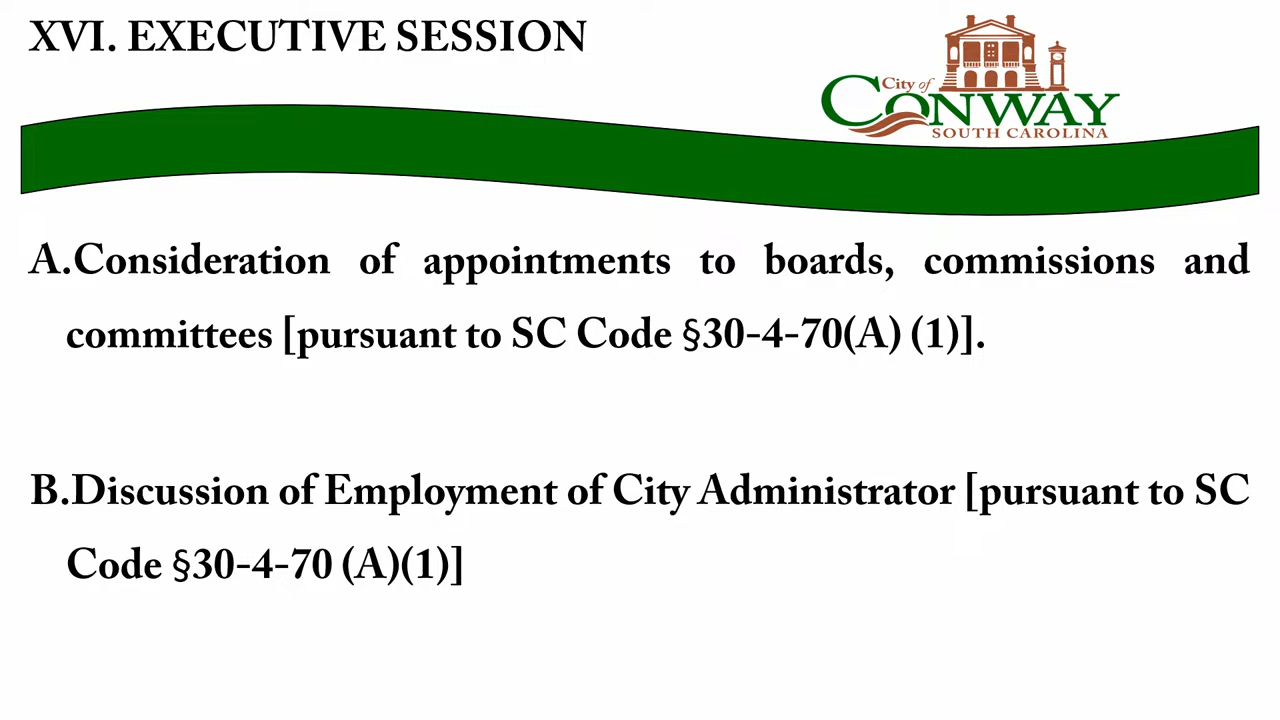 XVI. EXECUTIVE SESSION
City of
CONWAY
SOUTH CAROLINA
A.Consideration of appointments to boards, commissions and
committees [pursuant to SC Code §30-4-70(A) (1)].
B.Discussion of Employment of City Administrator [pursuant to SC
Code §30-4-70 (A)(1)]